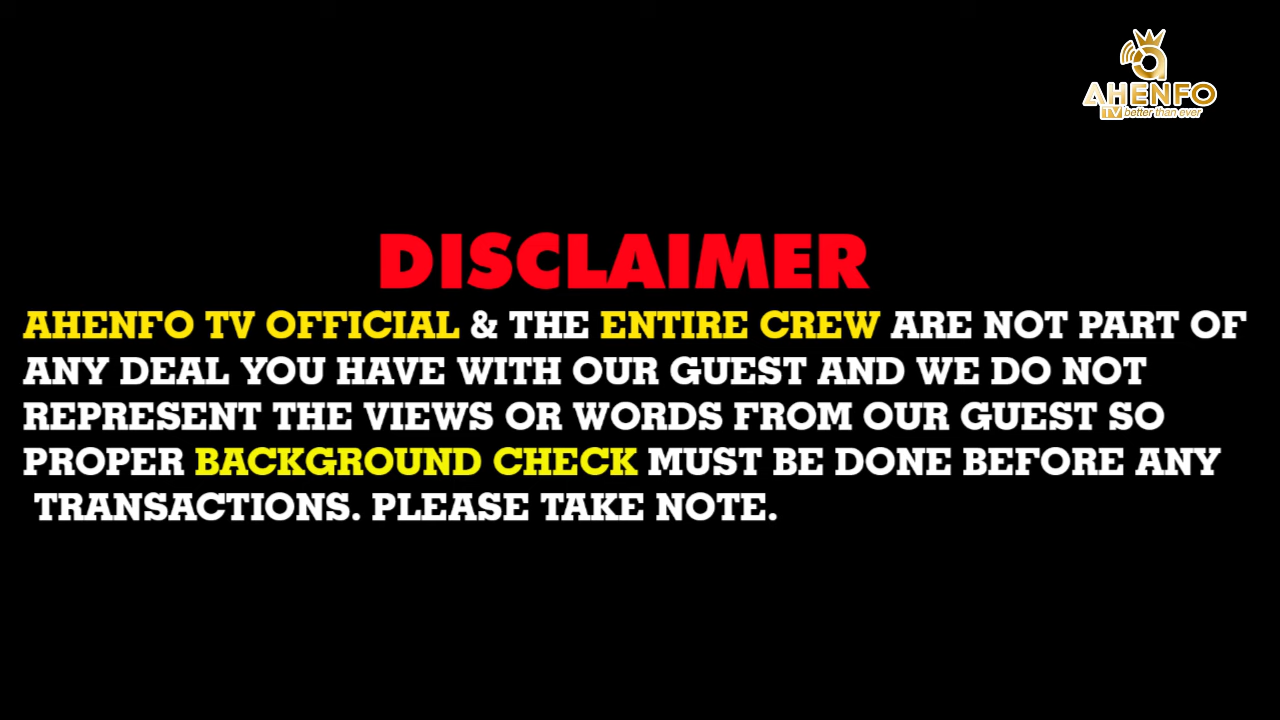 AHENFO
TV better than ever
DISCLAIMER
AHENFO TV OFFICIAL & THE ENTIRE CREW ARE NOT PART OF
ANY DEAL YOU HAVE WITH OUR GUEST AND WE DO NOT
REPRESENT THE VIEWS OR WORDS FROM OUR GUEST SO
PROPER BACKGROUND CHECK MUST BE DONE BEFORE ANY
TRANSACTIONS. PLEASE TAKE NOTE.